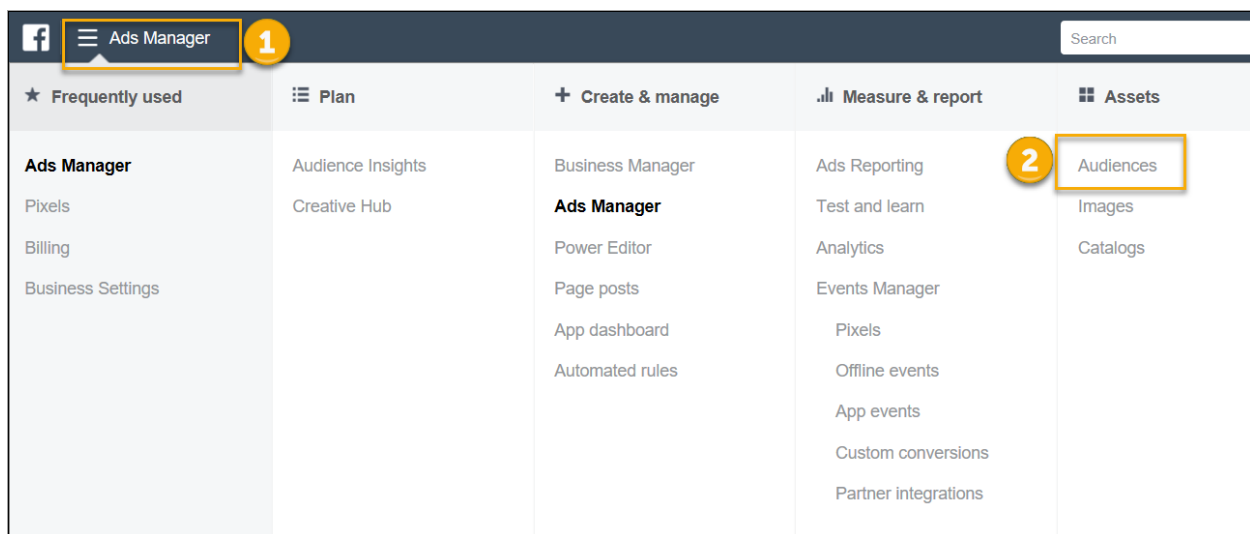 f Ads Manager 1 Search
Frequently used Plan Create & manage Measure & report Assets
Ads Manager Audience Insights Business Manager Ads Reporting 2 Audiences
Pixels Creative Hub Ads Manager Test and learn Images
Billing Power Editor Analytics Catalogs
Business Settings Page posts Events Manager
App dashboard Pixels
Automated rules Offline events
App events
Custom conversions
Partner integrations